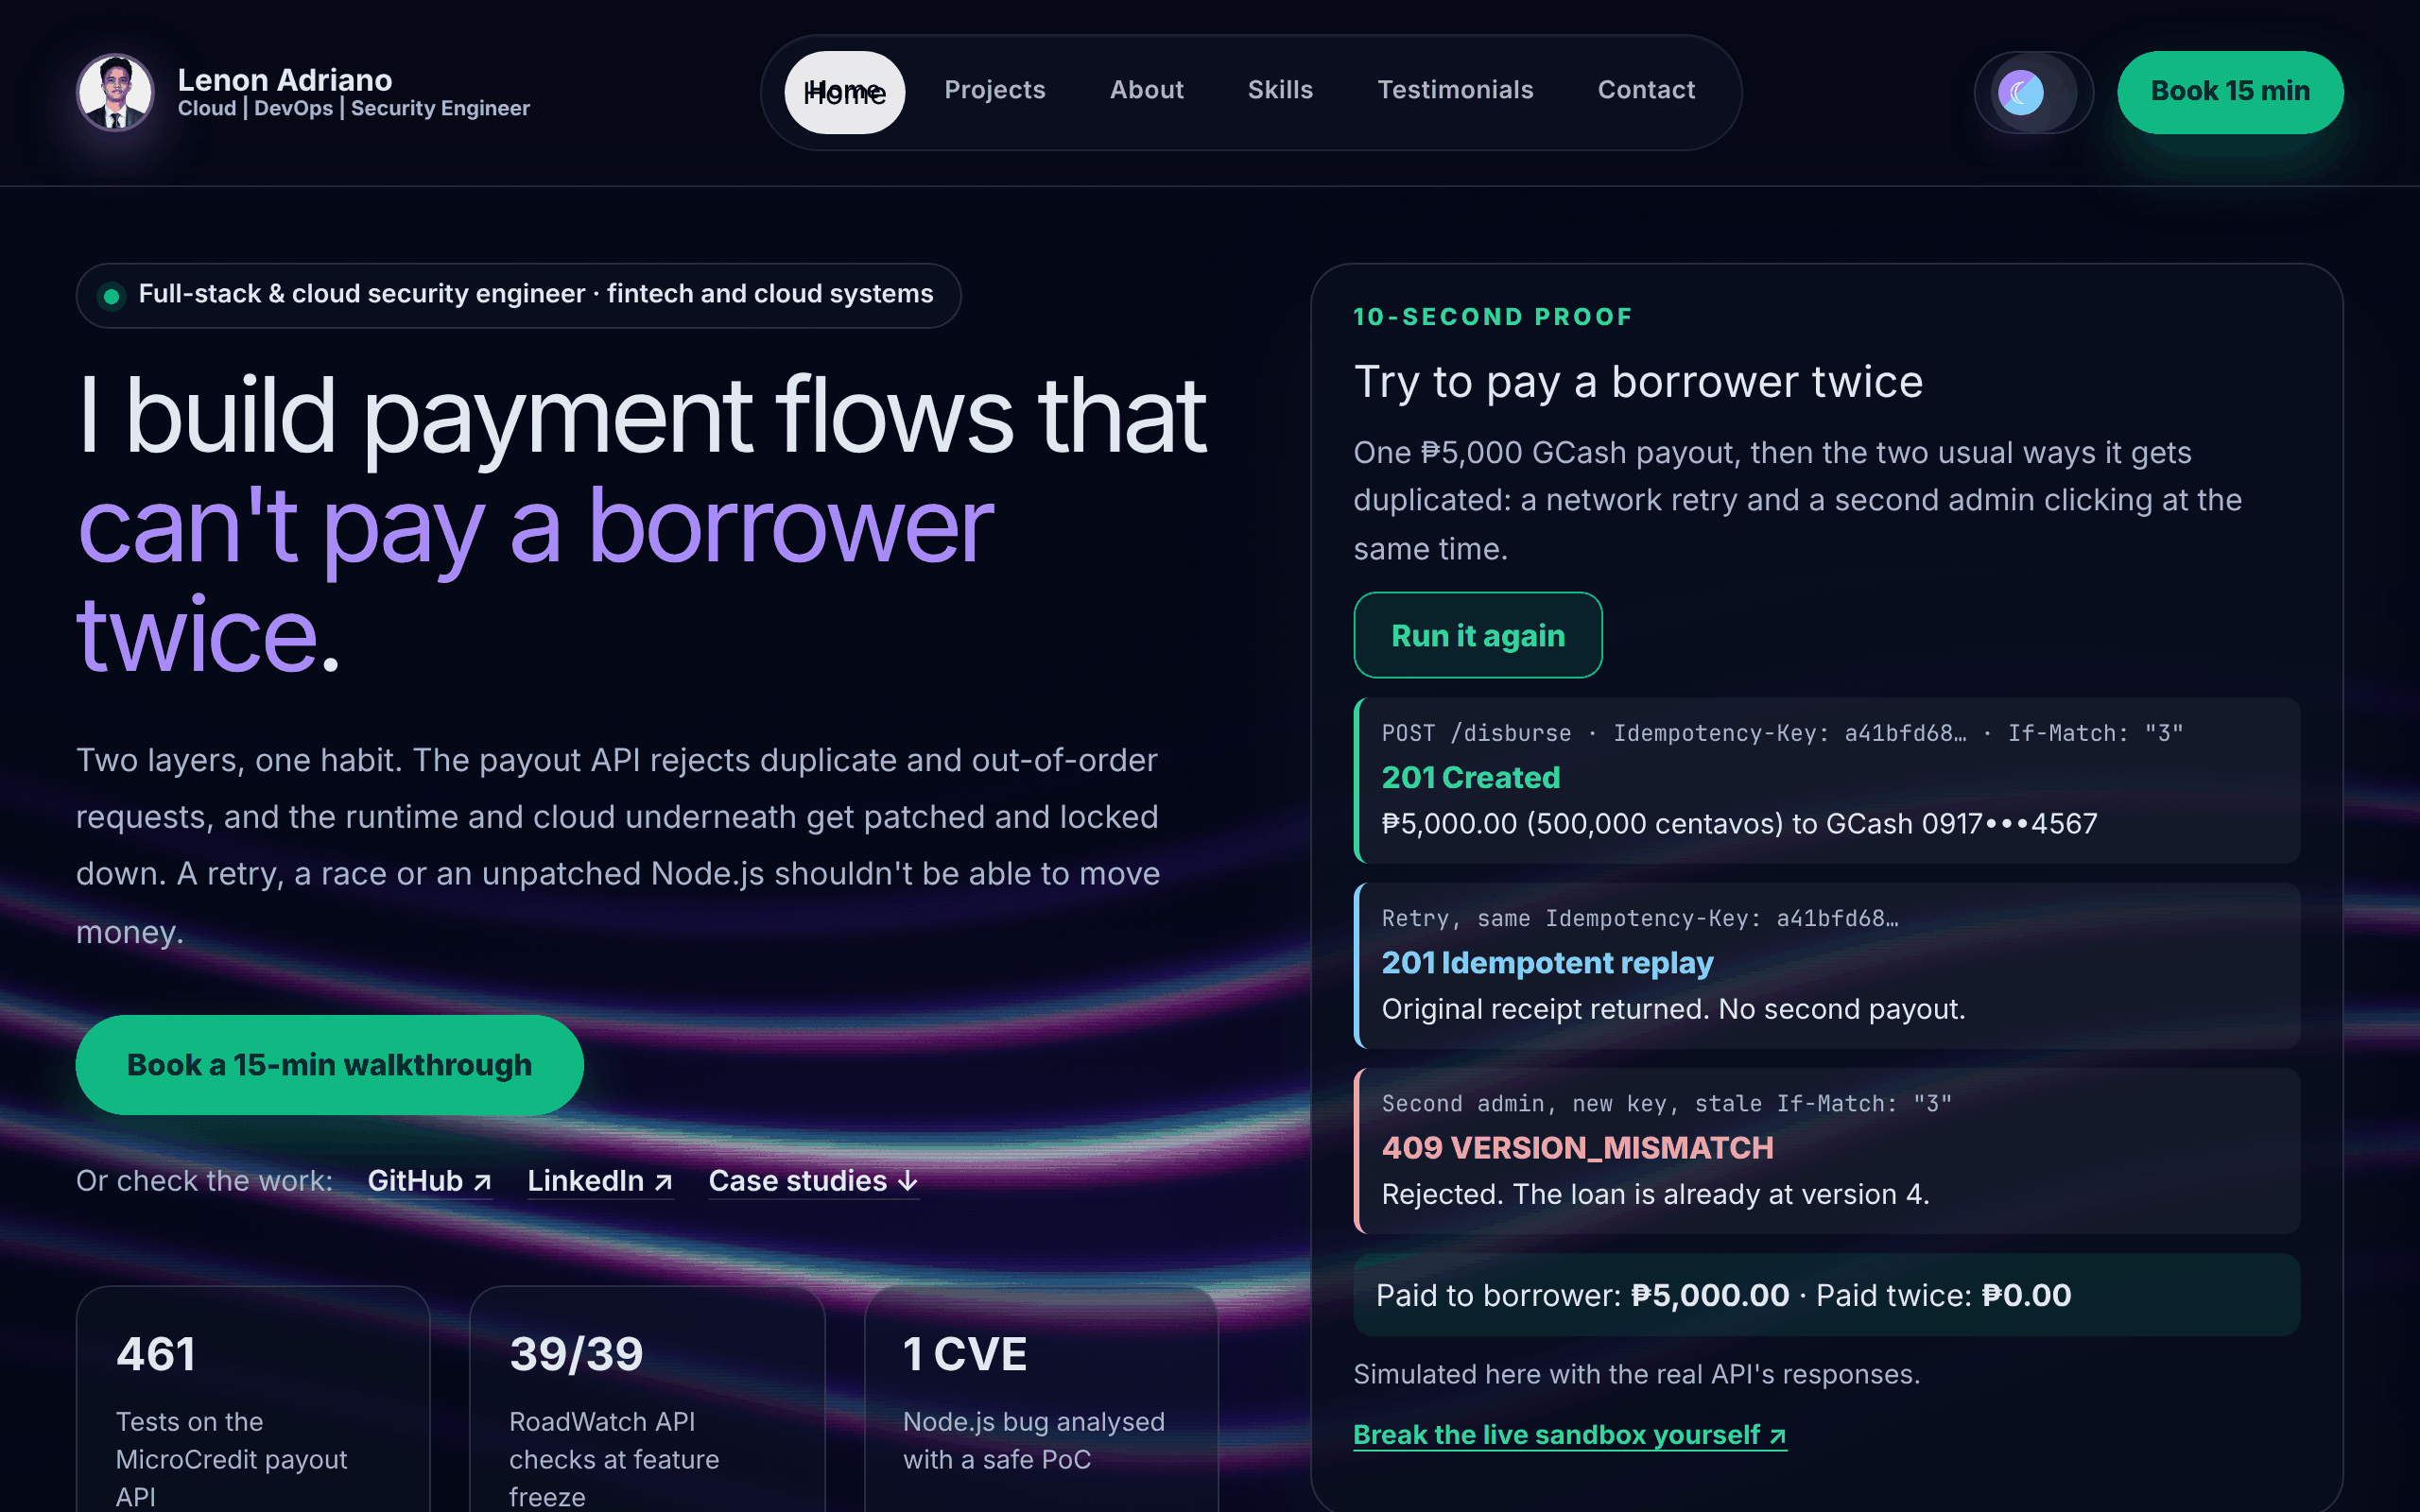 Lenon Adriano
Cloud | DevOps | Security Engineer
Home
Projects
About
Skills
Testimonials
Contact
Book 15 min
Full-stack & cloud security engineer · fintech and cloud systems
I build payment flows that
can't pay a borrower
twice.
Two layers, one habit. The payout API rejects duplicate and out-of-order
requests, and the runtime and cloud underneath get patched and locked
down. A retry, a race or an unpatched Node.js shouldn't be able to move
money.
Book a 15-min walkthrough
Or check the work: GitHub ↗ LinkedIn ↗ Case studies ↓
461
Tests on the
MicroCredit payout
API
39/39
RoadWatch API
checks at feature
freeze
1 CVE
Node.js bug analysed
with a safe PoC
10-SECOND PROOF
Try to pay a borrower twice
One ₱5,000 GCash payout, then the two usual ways it gets
duplicated: a network retry and a second admin clicking at the
same time.
Run it again
POST /disburse · Idempotency-Key: a41bfd68… · If-Match: "3"
201 Created
₱5,000.00 (500,000 centavos) to GCash 0917•••4567
Retry, same Idempotency-Key: a41bfd68…
201 Idempotent replay
Original receipt returned. No second payout.
Second admin, new key, stale If-Match: "3"
409 VERSION_MISMATCH
Rejected. The loan is already at version 4.
Paid to borrower: ₱5,000.00 · Paid twice: ₱0.00
Simulated here with the real API's responses.
Break the live sandbox yourself ↗